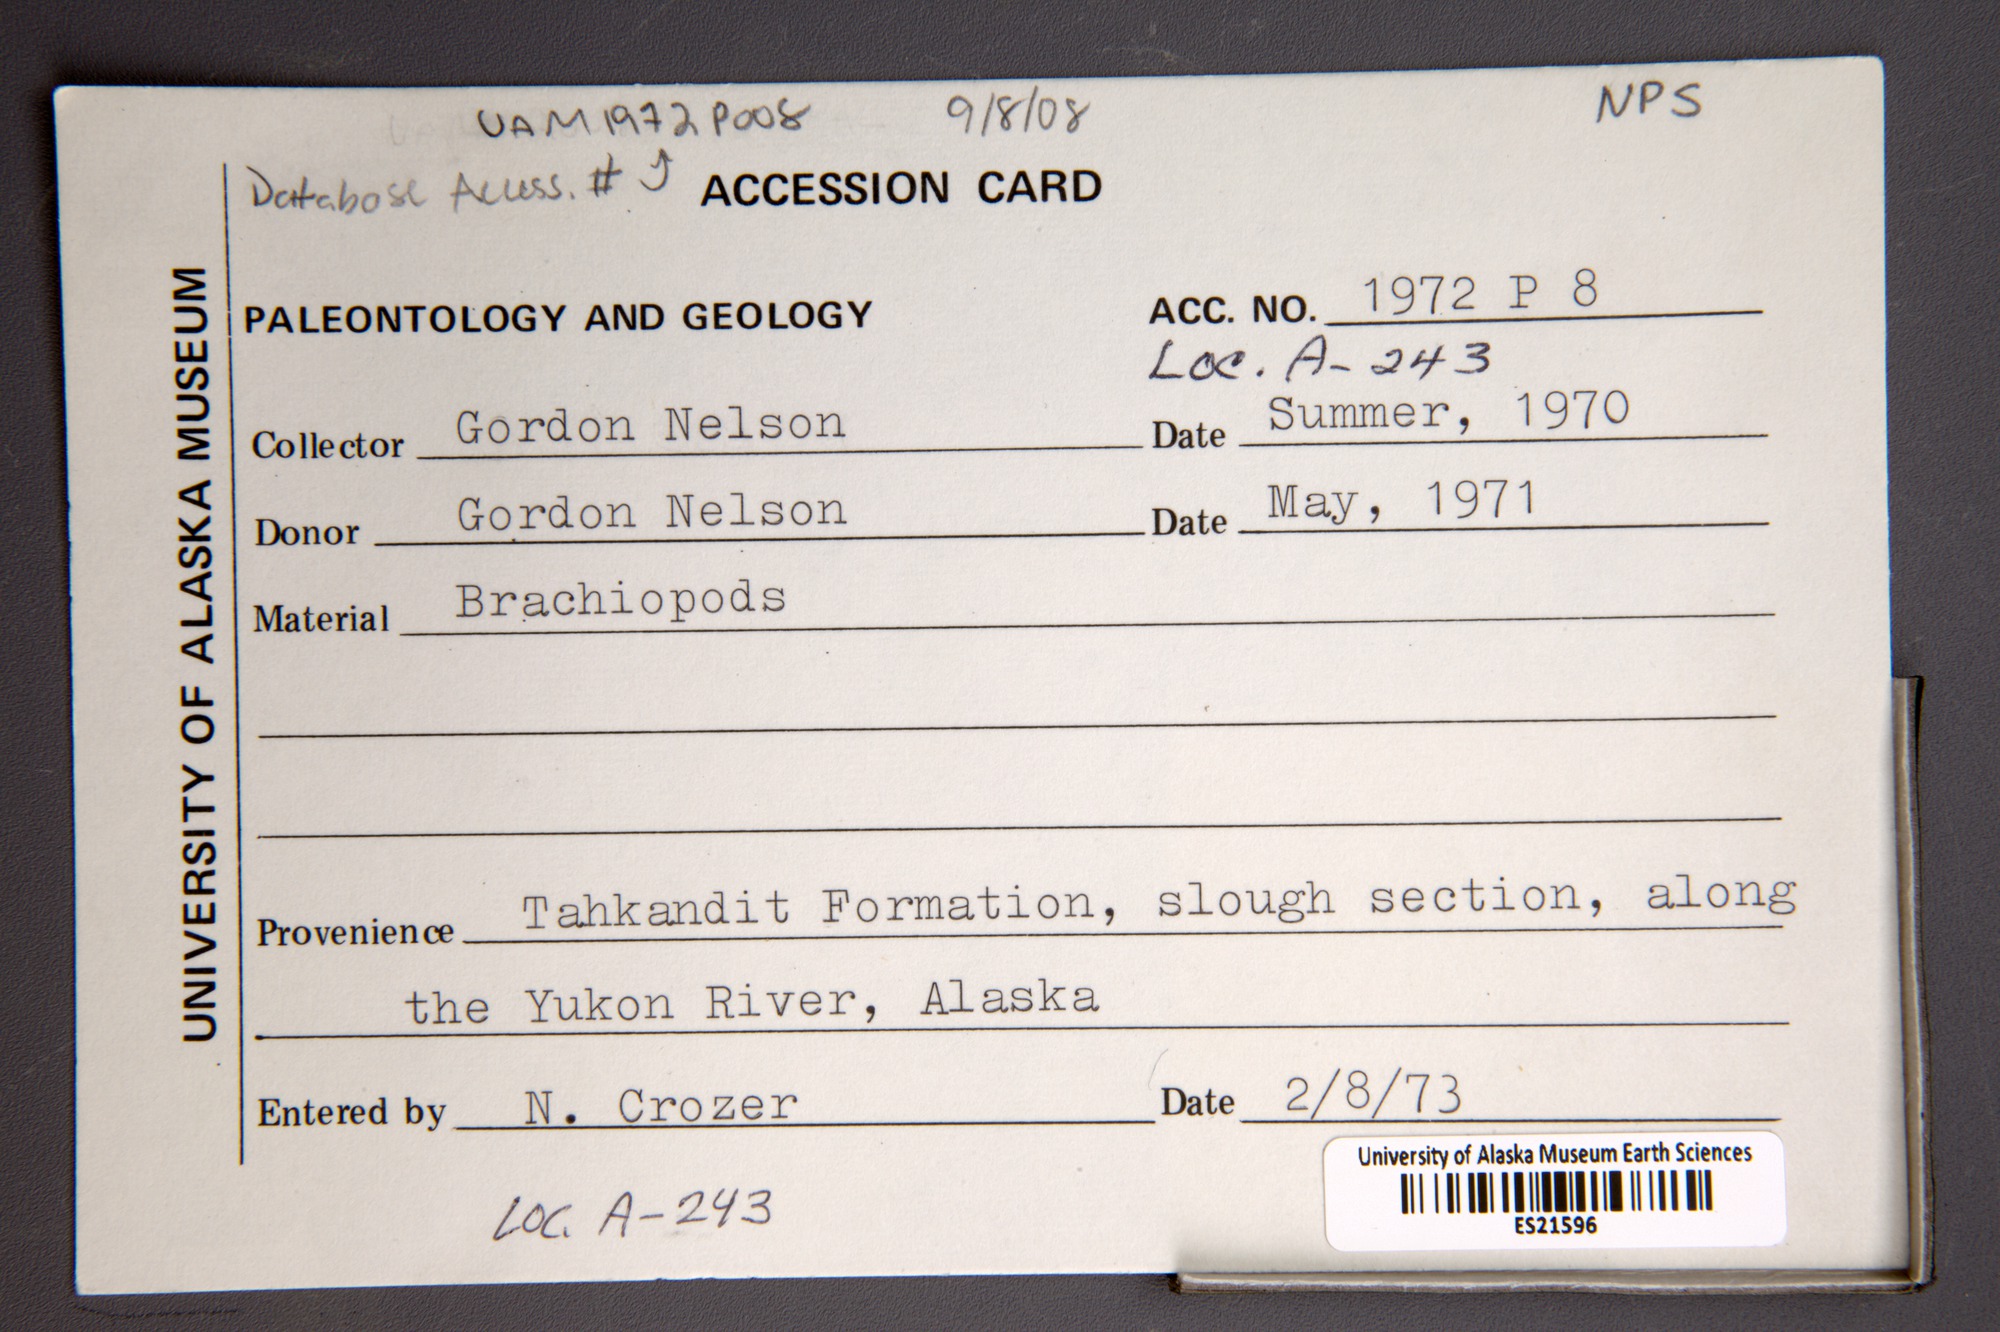 UAM1972P008 9/8/08 NPS
Database Access. # ⤴ ACCESSION CARD
UNIVERSITY OF ALASKA MUSEUM
PALEONTOLOGY AND GEOLOGY ACC. NO. 1972 P 8
Loc. A-243
Collector Gordon Nelson Date Summer, 1970
Donor Gordon Nelson Date May, 1971
Material Brachiopods
Provenience Tahkandit Formation, slough section, along
the Yukon River, Alaska
Entered by N. Crozer Date 2/8/73
Loc. A-243
University of Alaska Museum Earth Sciences
ES21596